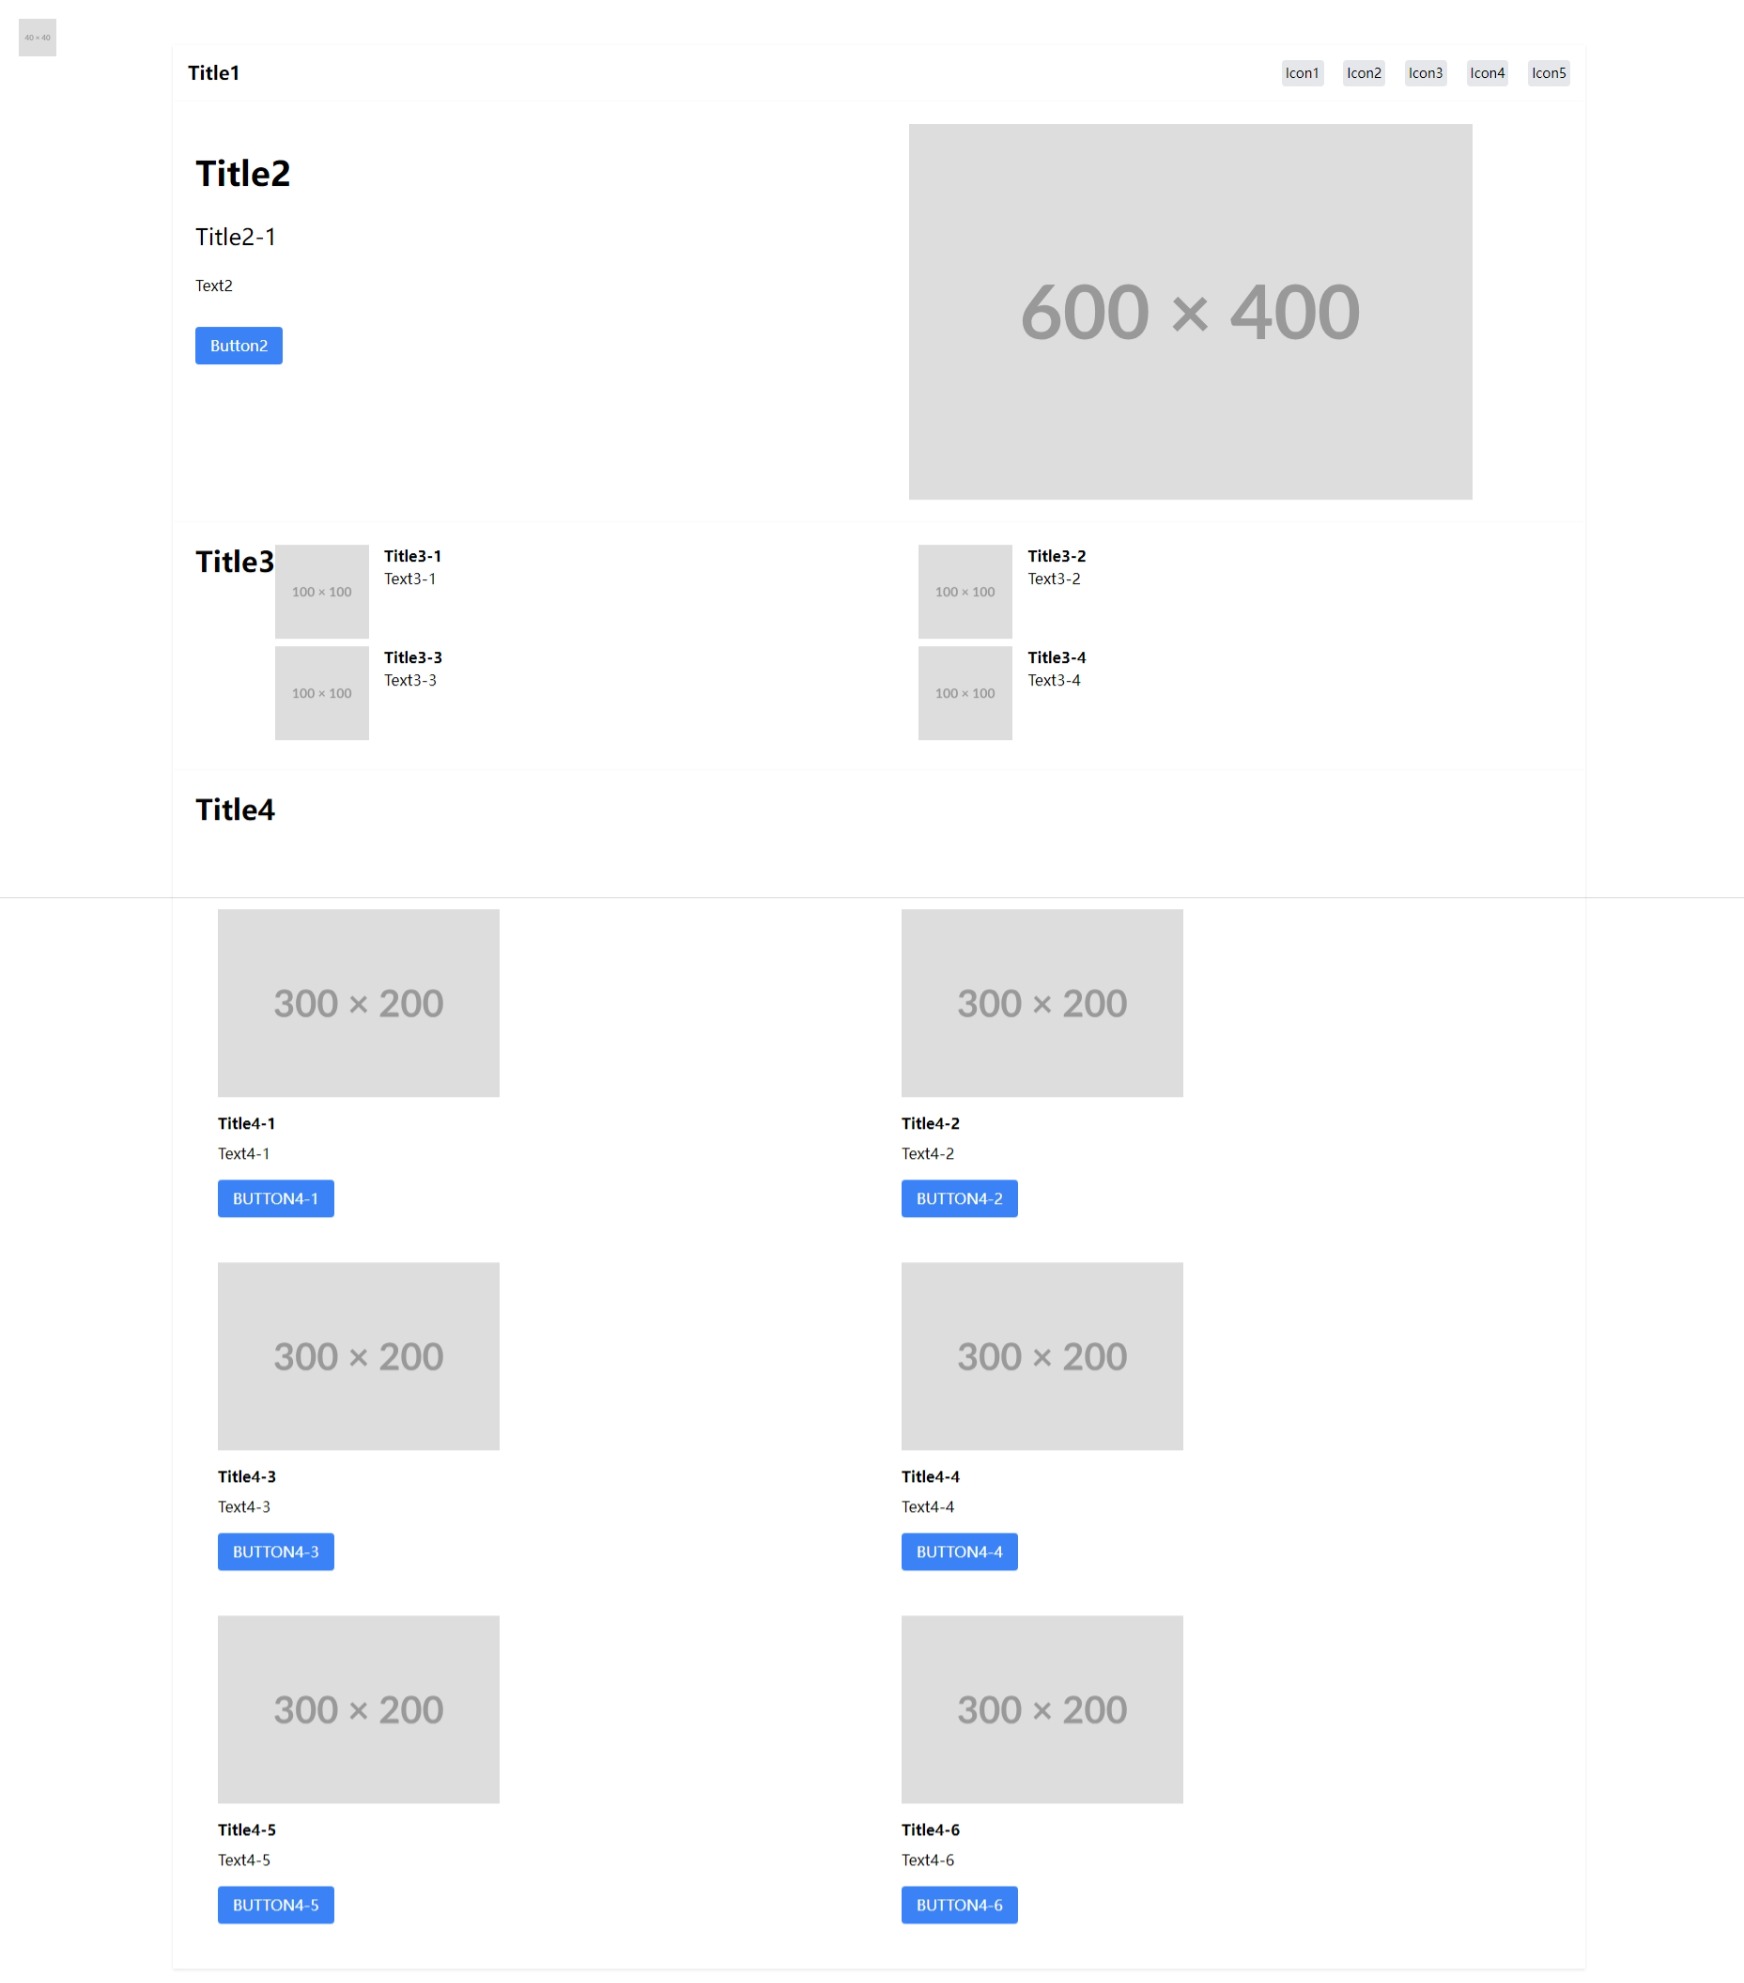 40 × 40
Title1
Icon1 Icon2 Icon3 Icon4 Icon5
Title2
Title2-1
Text2
Button2
600 × 400
Title3
100 × 100
Title3-1
Text3-1
100 × 100
Title3-2
Text3-2
100 × 100
Title3-3
Text3-3
100 × 100
Title3-4
Text3-4
Title4
300 × 200
Title4-1
Text4-1
BUTTON4-1
300 × 200
Title4-2
Text4-2
BUTTON4-2
300 × 200
Title4-3
Text4-3
BUTTON4-3
300 × 200
Title4-4
Text4-4
BUTTON4-4
300 × 200
Title4-5
Text4-5
BUTTON4-5
300 × 200
Title4-6
Text4-6
BUTTON4-6